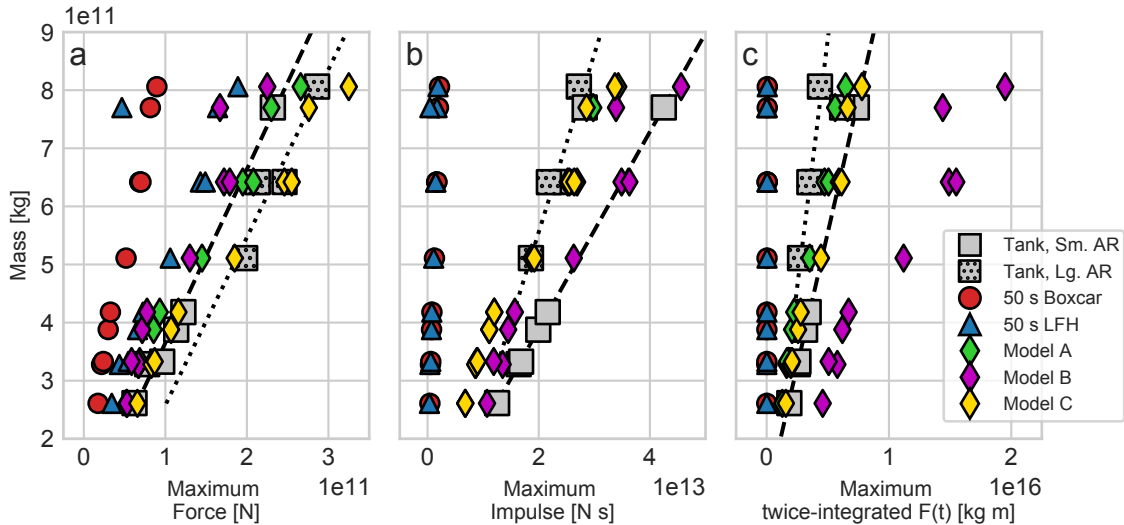 1e11
9
8
7
6
5
4
3
2
Mass [kg]
a
b
c
0 1 2 3
1e11
Maximum
Force [N]
0 2 4
1e13
Maximum
Impulse [N s]
0 1 2
1e16
Maximum
twice-integrated F(t) [kg m]
Tank, Sm. AR
Tank, Lg. AR
50 s Boxcar
50 s LFH
Model A
Model B
Model C